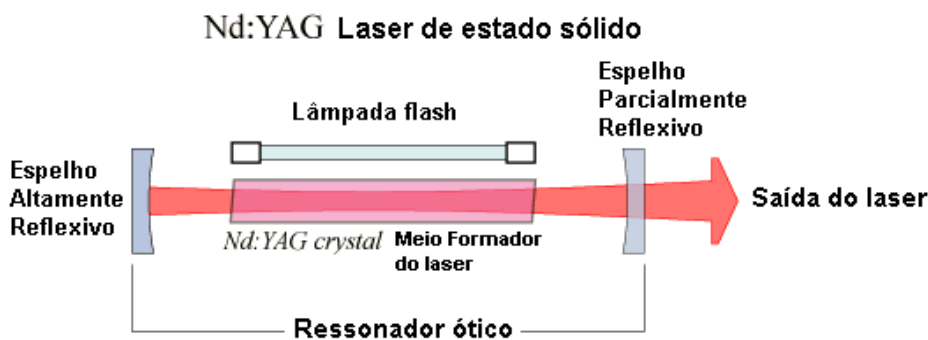 Nd:YAG Laser de estado sólido
Espelho
Parcialmente
Reflexivo
Lâmpada flash
Espelho
Altamente
Reflexivo
Saída do laser
Nd:YAG crystal Meio Formador
do laser
Ressonador ótico